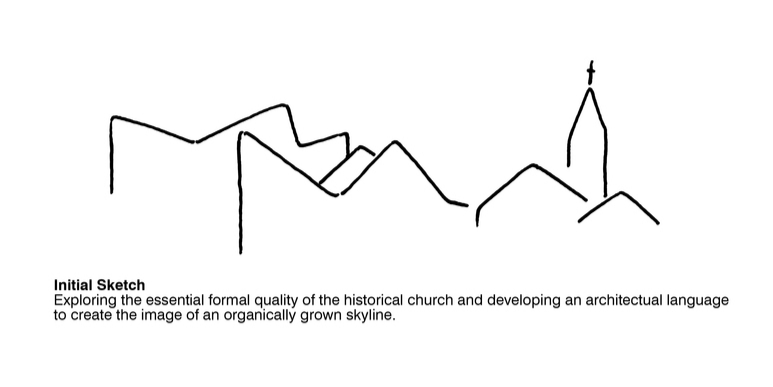 Initial Sketch
Exploring the essential formal quality of the historical church and developing an architectual language
to create the image of an organically grown skyline.